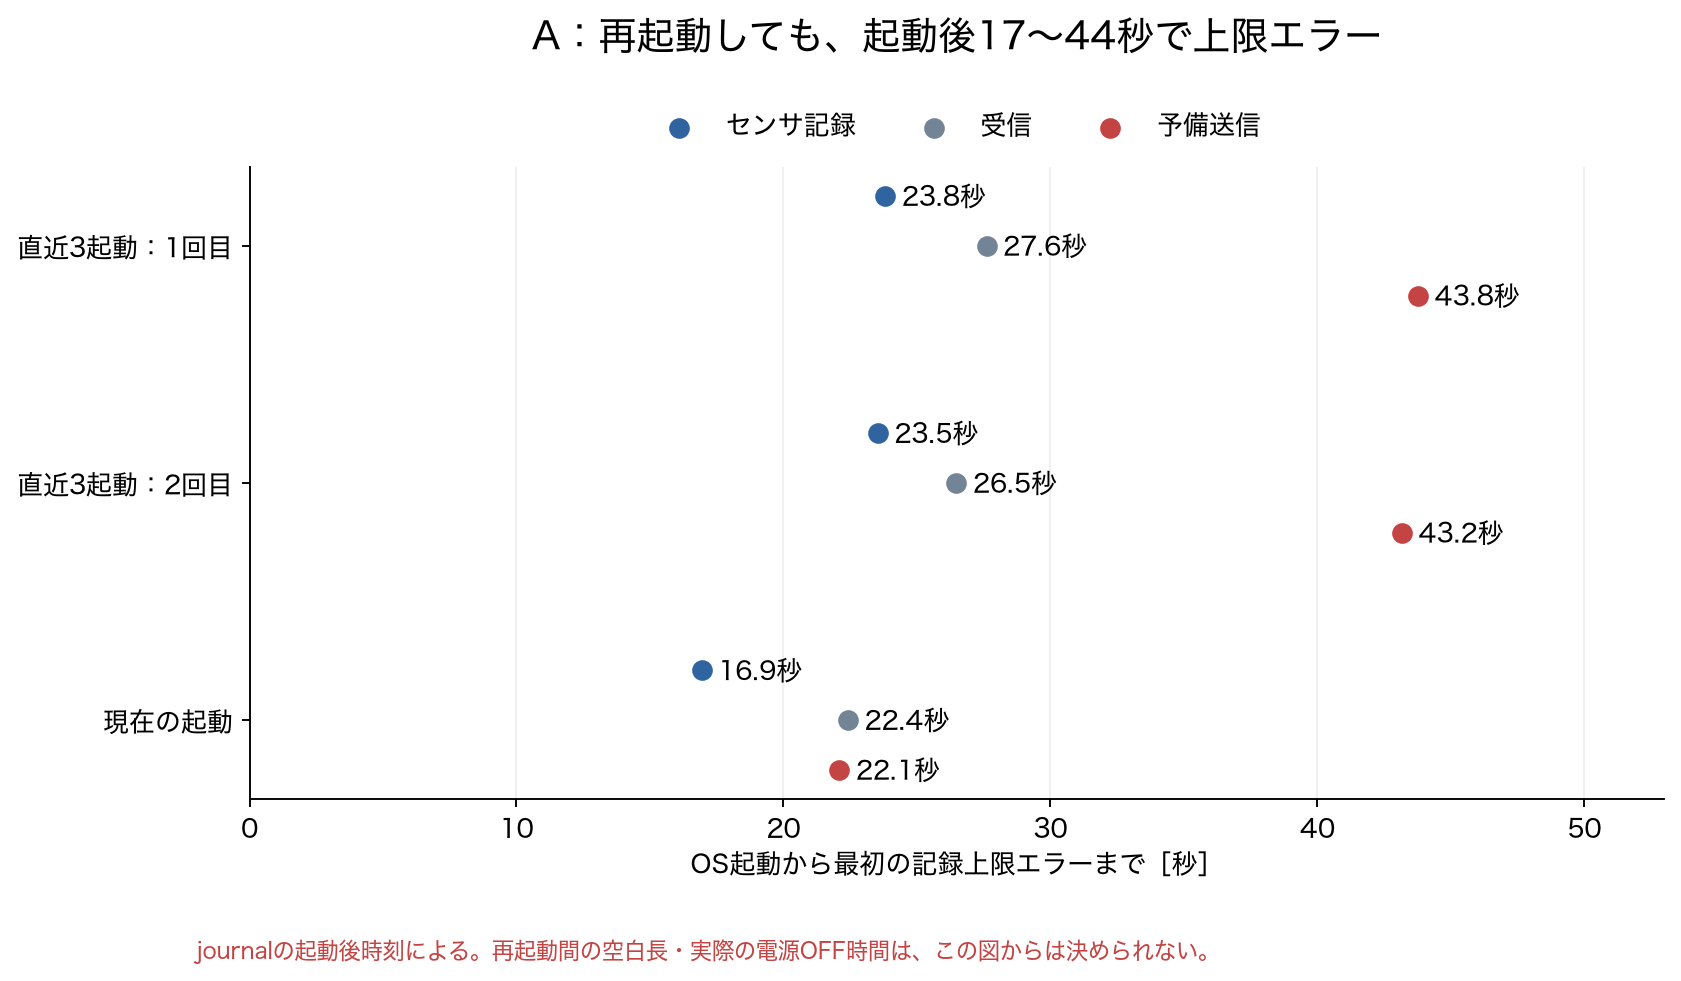 A：再起動しても、起動後17〜44秒で上限エラー
センサ記録 受信 予備送信
23.8秒
直近3起動：1回目
27.6秒
43.8秒
23.5秒
直近3起動：2回目
26.5秒
43.2秒
16.9秒
現在の起動
22.4秒
22.1秒
0 10 20 30 40 50
OS起動から最初の記録上限エラーまで［秒］
journalの起動後時刻による。再起動間の空白長・実際の電源OFF時間は、この図からは決められない。